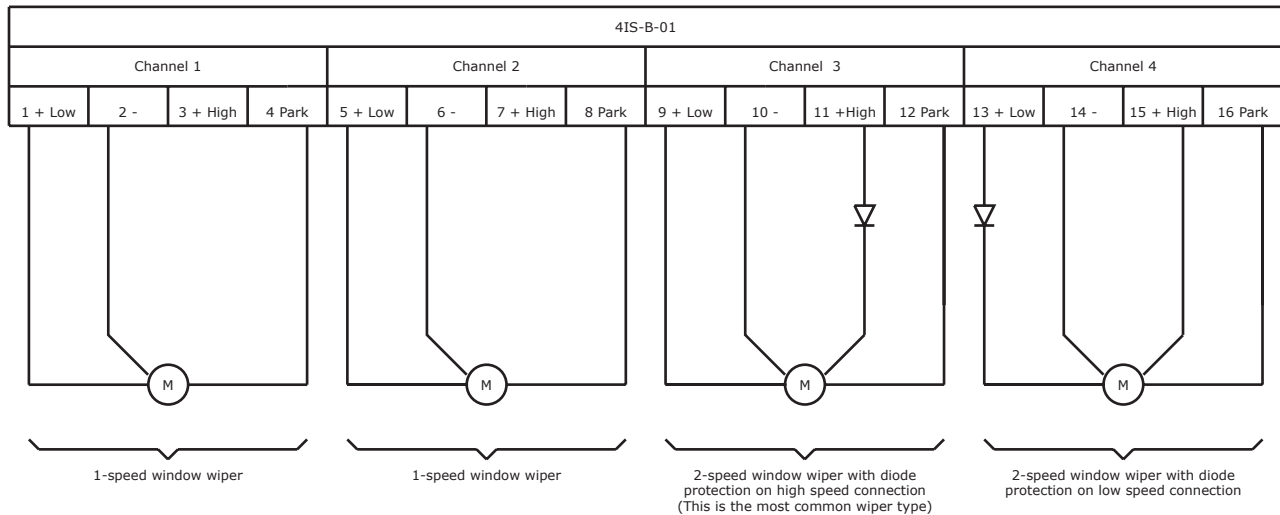 4IS-B-01
Channel 1 Channel 2 Channel 3 Channel 4
1 + Low 2 - 3 + High 4 Park 5 + Low 6 - 7 + High 8 Park 9 + Low 10 - 11 +High 12 Park 13 + Low 14 - 15 + High 16 Park
M M M M
1-speed window wiper
1-speed window wiper
2-speed window wiper with diode
protection on high speed connection
(This is the most common wiper type)
2-speed window wiper with diode
protection on low speed connection